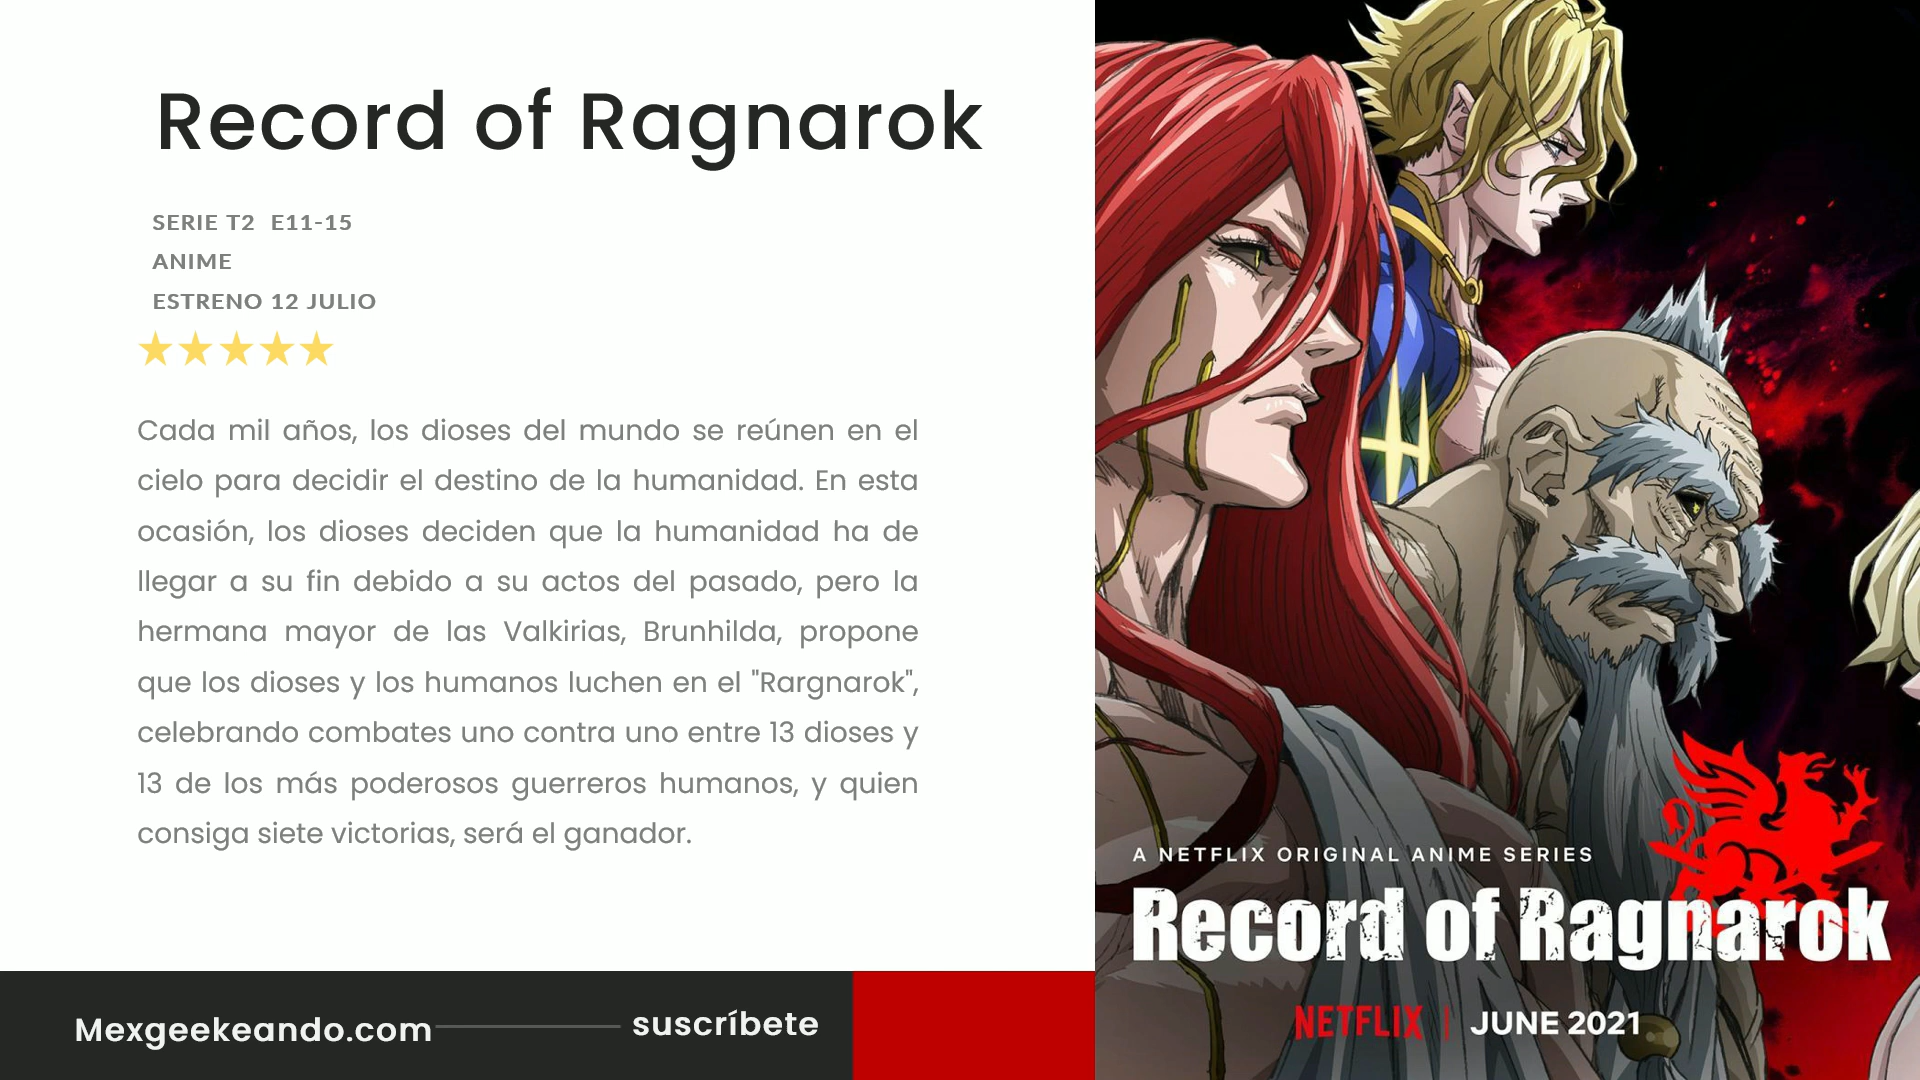 Record of Ragnarok
SERIE T2 E11-15
ANIME
ESTRENO 12 JULIO
Cada mil años, los dioses del mundo se reúnen en el
cielo para decidir el destino de la humanidad. En esta
ocasión, los dioses deciden que la humanidad ha de
llegar a su fin debido a su actos del pasado, pero la
hermana mayor de las Valkirias, Brunhilda, propone
que los dioses y los humanos luchen en el "Rargnarok",
celebrando combates uno contra uno entre 13 dioses y
13 de los más poderosos guerreros humanos, y quien
consiga siete victorias, será el ganador.
Mexgeekeando.com
suscríbete
A NETFLIX ORIGINAL ANIME SERIES
Record of Ragnarok
NETFLIX | JUNE 2021